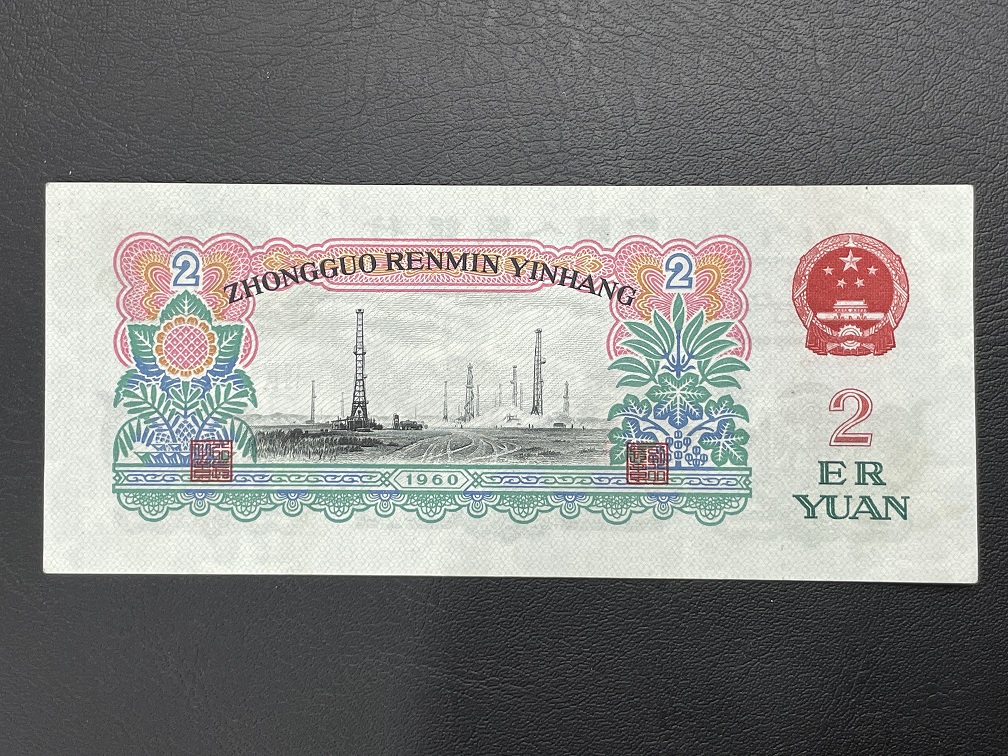 2 ZHONGGUO RENMIN YINHANG 2
1960
2
ER
YUAN